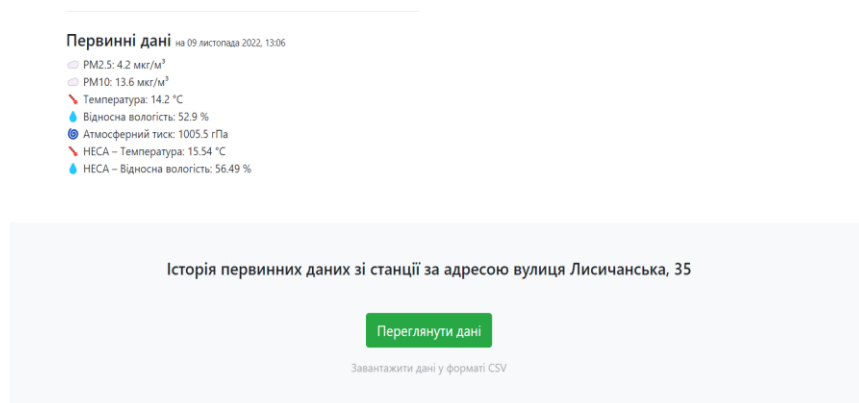 Первинні дані на 09 листопада 2022, 13:06
PM2.5: 4.2 мкг/м³
PM10: 13.6 мкг/м³
Температура: 14.2 °C
Відносна вологість: 52.9 %
Атмосферний тиск: 1005.5 гПа
HECA – Температура: 15.54 °C
HECA – Відносна вологість: 56.49 %
Історія первинних даних зі станції за адресою вулиця Лисичанська, 35
Переглянути дані
Завантажити дані у форматі CSV